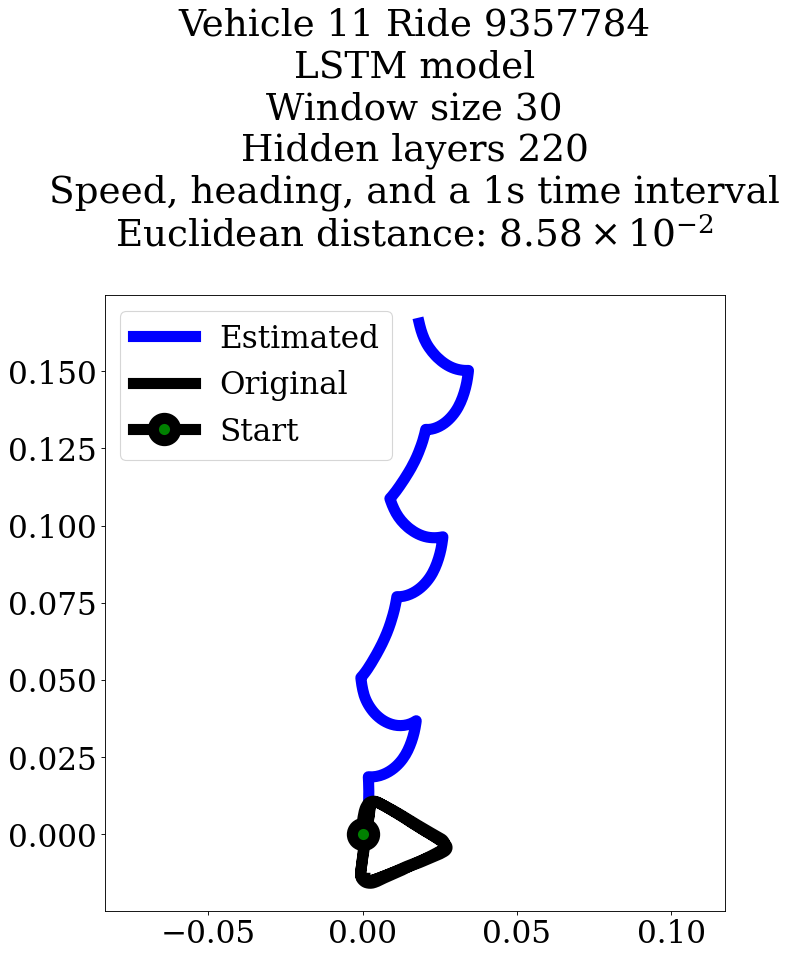 Vehicle 11 Ride 9357784
LSTM model
Window size 30
Hidden layers 220
Speed, heading, and a 1s time interval
Euclidean distance: 8.58 × 10⁻²
Estimated
Original
Start
0.150
0.125
0.100
0.075
0.050
0.025
0.000
−0.05 0.00 0.05 0.10